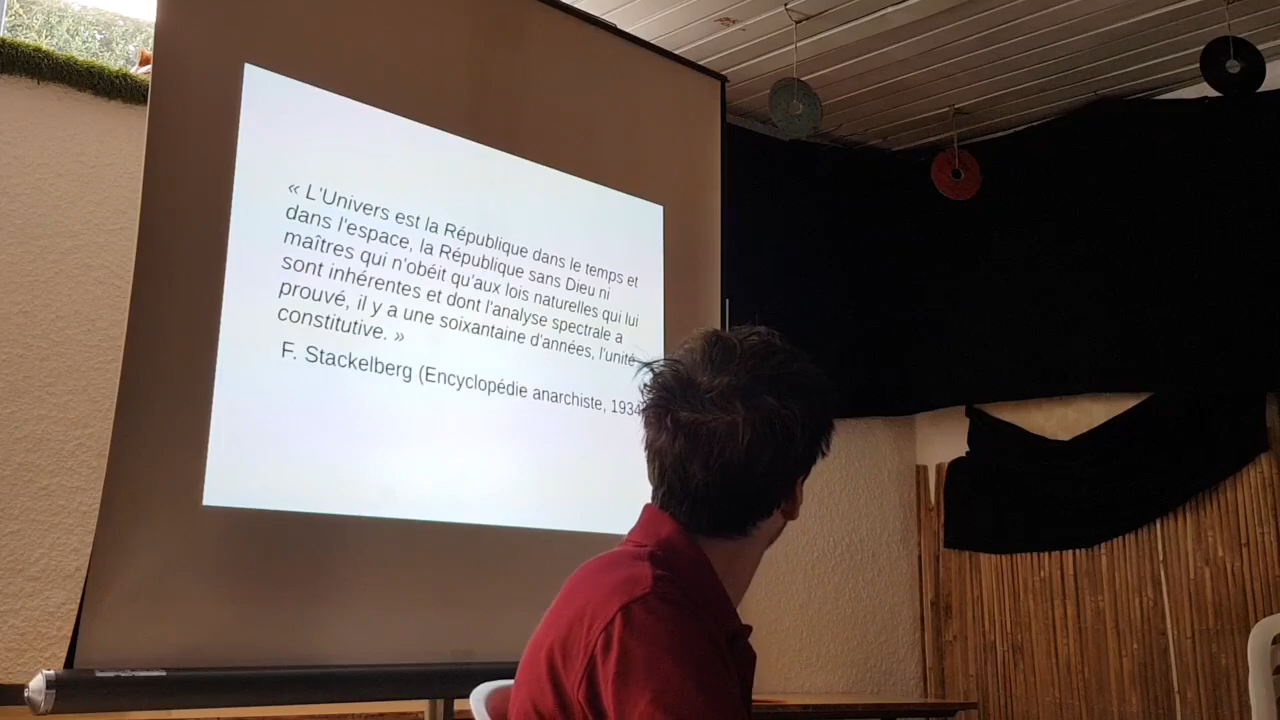 « L'Univers est la République dans le temps et
dans l'espace, la République sans Dieu ni
maîtres qui n'obéit qu'aux lois naturelles qui lui
sont inhérentes et dont l'analyse spectrale a
prouvé, il y a une soixantaine d'années, l'unité
constitutive. »
F. Stackelberg (Encyclopédie anarchiste, 1934